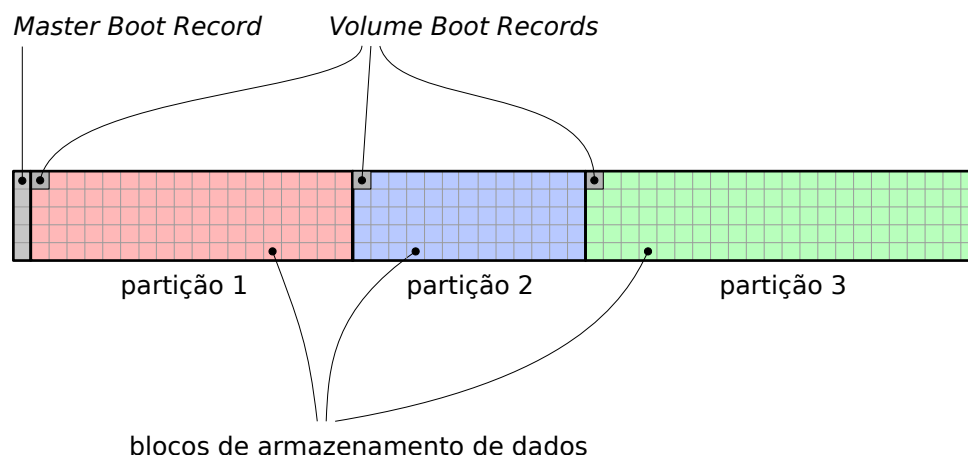 Master Boot Record
Volume Boot Records
partição 1
partição 2
partição 3
blocos de armazenamento de dados